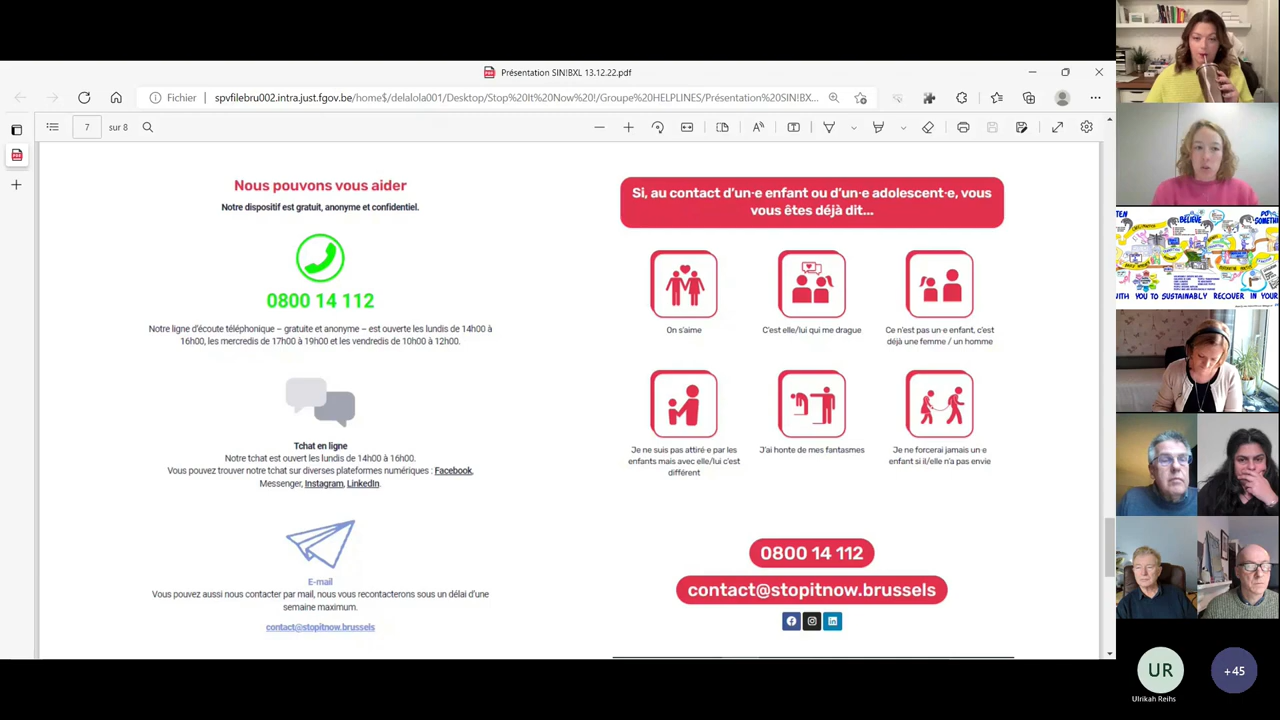 Présentation SIN!BXL 13.12.22.pdf
Fichier
spvfilebru002.intra.just.fgov.be/home$/delalola001/Desktop/Stop%20It%20Now%20!/Groupe%20HELPLINES/Présentation%20SIN!BX...
7 sur 8
Nous pouvons vous aider
Notre dispositif est gratuit, anonyme et confidentiel.
0800 14 112
Notre ligne d'écoute téléphonique – gratuite et anonyme – est ouverte les lundis de 14h00 à
16h00, les mercredis de 17h00 à 19h00 et les vendredis de 10h00 à 12h00.
Tchat en ligne
Notre tchat est ouvert les lundis de 14h00 à 16h00.
Vous pouvez trouver notre tchat sur diverses plateformes numériques : Facebook,
Messenger, Instagram, LinkedIn.
E-mail
Vous pouvez aussi nous contacter par mail, nous vous recontacterons sous un délai d'une
semaine maximum.
contact@stopitnow.brussels
Si, au contact d'un·e enfant ou d'un·e adolescent·e, vous
vous êtes déjà dit...
On s'aime
C'est elle/lui qui me drague
Ce n'est pas un·e enfant, c'est
déjà une femme / un homme
Je ne suis pas attiré·e par les
enfants mais avec elle/lui c'est
différent
J'ai honte de mes fantasmes
Je ne forcerai jamais un·e
enfant si il/elle n'a pas envie
0800 14 112
contact@stopitnow.brussels
BELIEVE
WITH YOU TO SUSTAINABLY RECOVER IN YOUR
UR
Ulrikah Reihs
+45